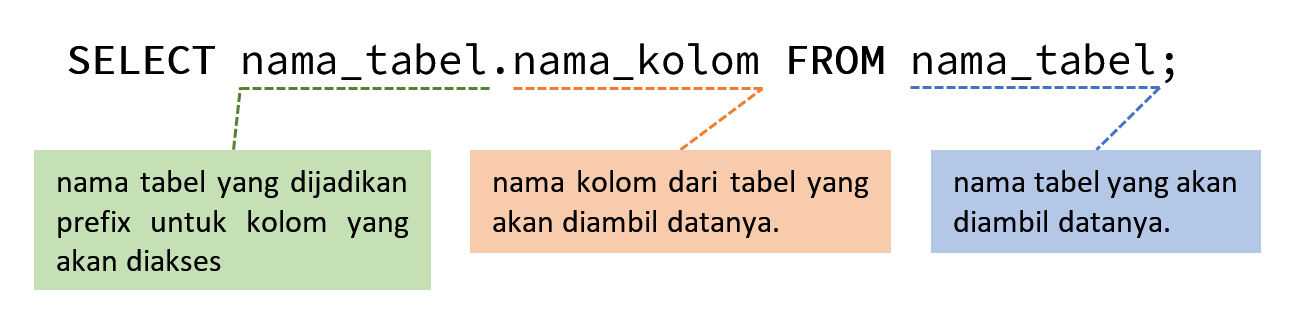 SELECT nama_tabel.nama_kolom FROM nama_tabel;
nama tabel yang dijadikan
prefix untuk kolom yang
akan diakses
nama kolom dari tabel yang
akan diambil datanya.
nama tabel yang akan
diambil datanya.